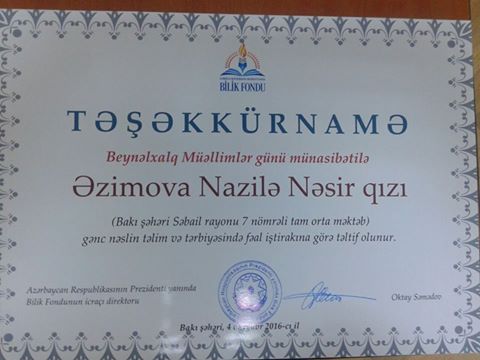 BİLİK FONDU
TƏŞƏKKÜRNAMƏ
Beynəlxalq Müəllimlər günü münasibətilə
Əzimova Nazilə Nəsir qızı
(Bakı şəhəri Səbail rayonu 7 nömrəli tam orta məktəb)
gənc nəslin təlim və tərbiyəsində fəal iştirakına görə təltif olunur.
Azərbaycan Respublikasının Prezidenti yanında
Bilik Fondunun icraçı direktoru
Oktay Səmədov
Bakı şəhəri, 4 2016-cı il